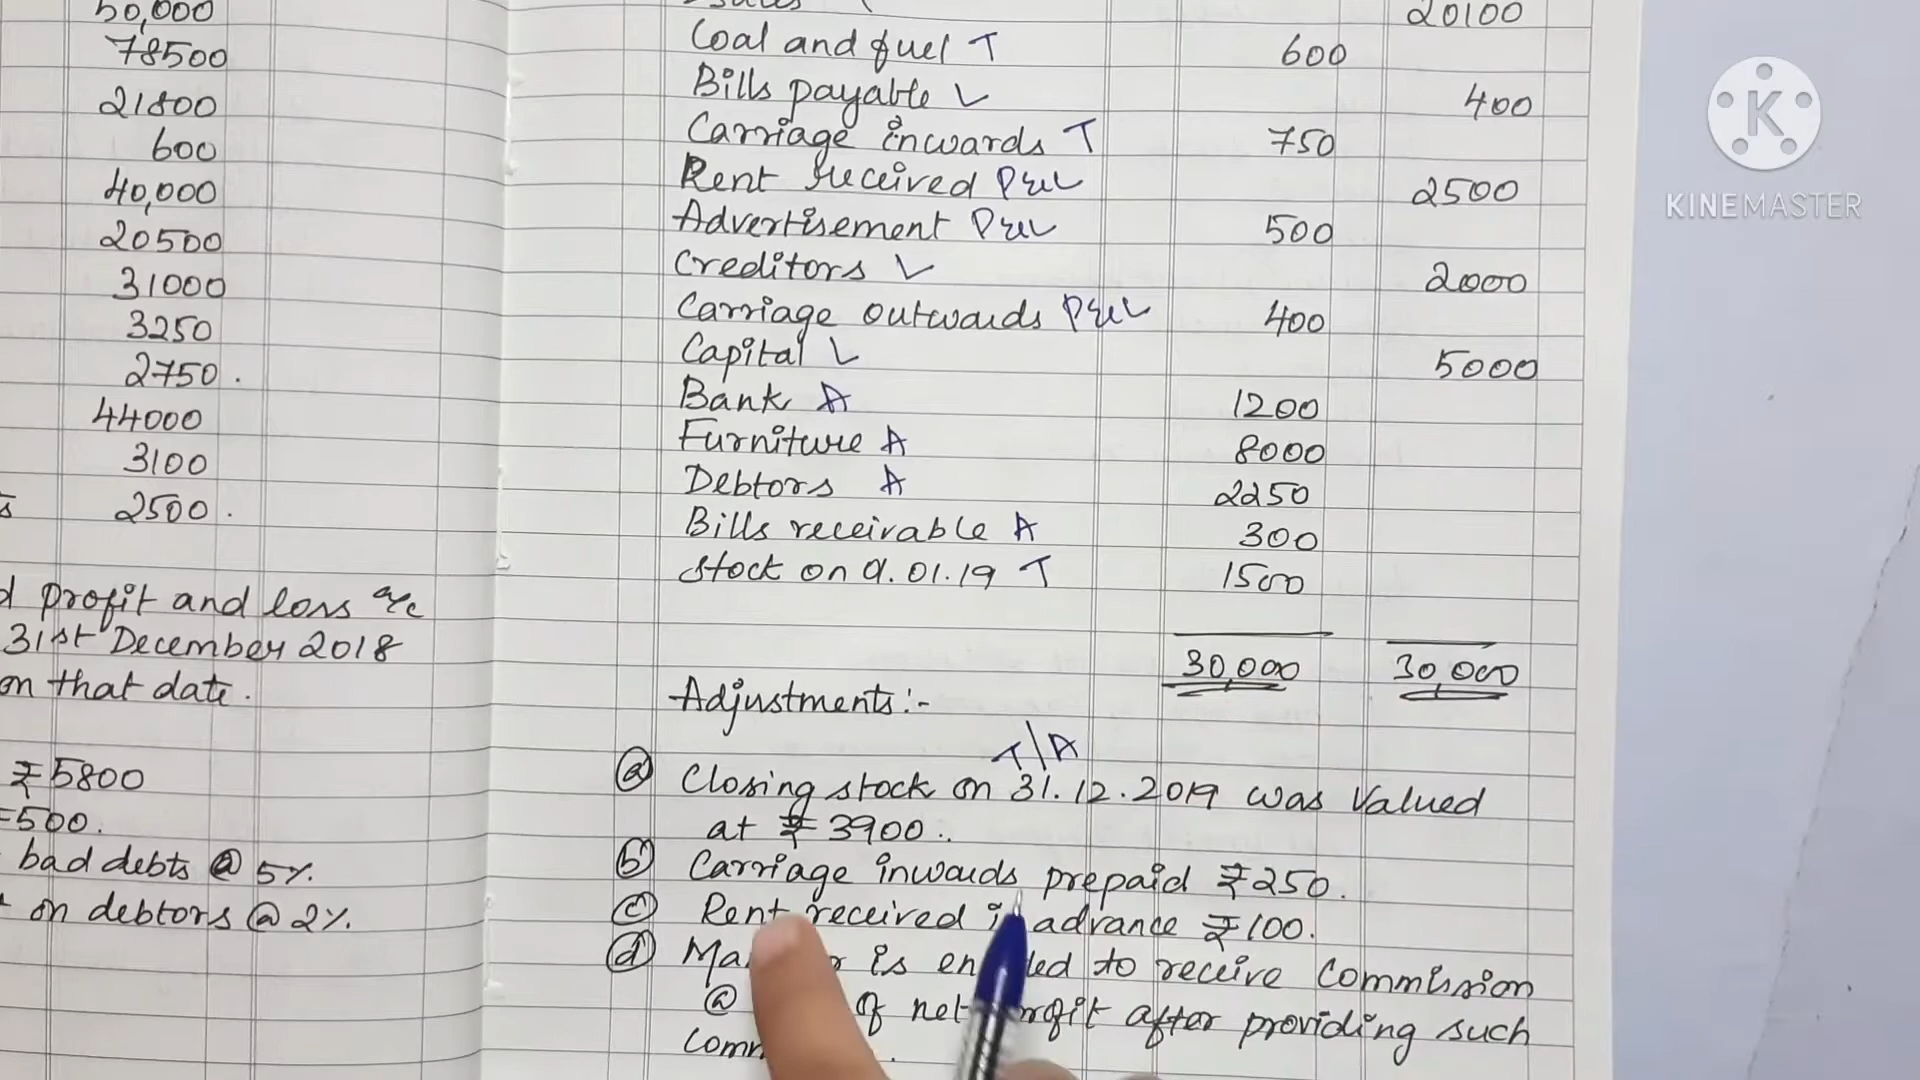 50,000
78500
21800
600
40,000
20500
31000
3250
2750.
44000
3100
2500.
profit and loss a/c
31st December 2018
on that date.
₹5800
=500.
bad debts @ 5%.
on debtors @ 2%.
20100
Coal and fuel T 600
Bills payable L 400
Carriage inwards T 750
Rent received P&L 2500
Advertisement P&L 500
Creditors L 2000
Carriage outwards P&L 400
Capital L 5000
Bank A 1200
Furniture A 8000
Debtors A 2250
Bills receivable A 300
Stock on 01.01.19 T 1500
30,000 30,000
Adjustments:-
T/A
(a) Closing stock on 31.12.2019 was Valued
at ₹ 3900..
(b) Carriage inwards prepaid ₹250.
(c) Rent received in advance ₹100.
(d) is to receive Commission
@ of net profit after providing such
KINEMASTER